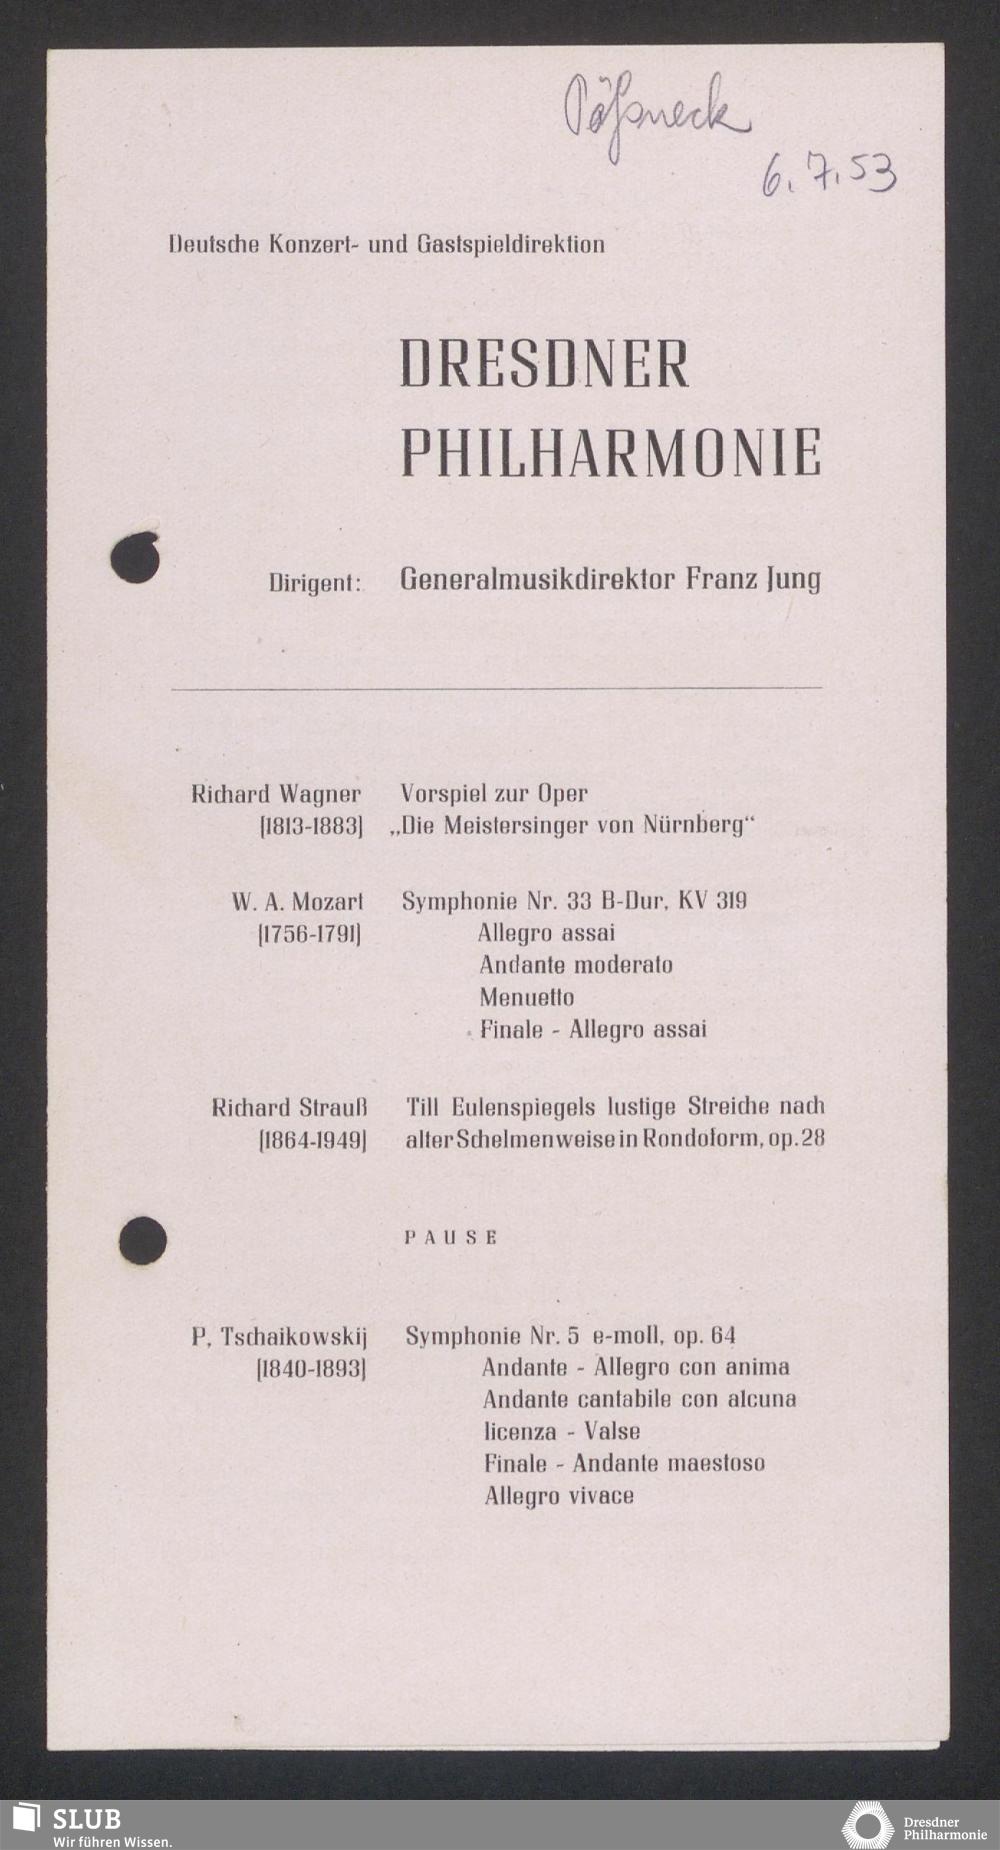 Pößneck
6.7.53
Deutsche Konzert- und Gastspieldirektion
DRESDNER
PHILHARMONIE
Dirigent: Generalmusikdirektor Franz Jung
Richard Wagner Vorspiel zur Oper
(1813-1883) „Die Meistersinger von Nürnberg“
W. A. Mozart Symphonie Nr. 33 B-Dur, KV 319
(1756-1791) Allegro assai
Andante moderato
Menuetto
Finale - Allegro assai
Richard Strauß Till Eulenspiegels lustige Streiche nach
(1864-1949) alter Schelmenweise in Rondoform, op. 28
PAUSE
P. Tschaikowskij Symphonie Nr. 5 e-moll, op. 64
(1840-1893) Andante - Allegro con anima
Andante cantabile con alcuna
licenza - Valse
Finale - Andante maestoso
Allegro vivace
SLUB
Wir führen Wissen.
Dresdner
Philharmonie